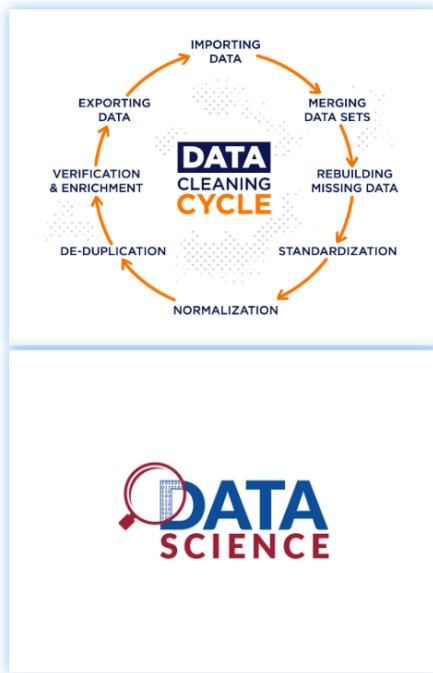 IMPORTING
DATA
MERGING
DATA SETS
REBUILDING
MISSING DATA
STANDARDIZATION
NORMALIZATION
DE-DUPLICATION
VERIFICATION
& ENRICHMENT
EXPORTING
DATA
DATA
CLEANING
CYCLE
DATA
SCIENCE